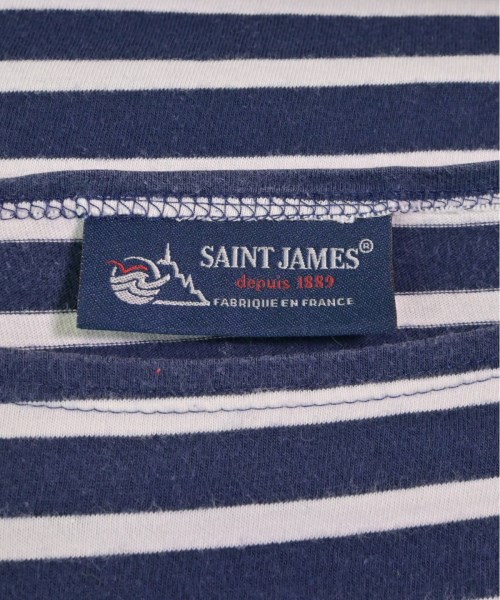 SAINT JAMES®
depuis 1889
FABRIQUE EN FRANCE